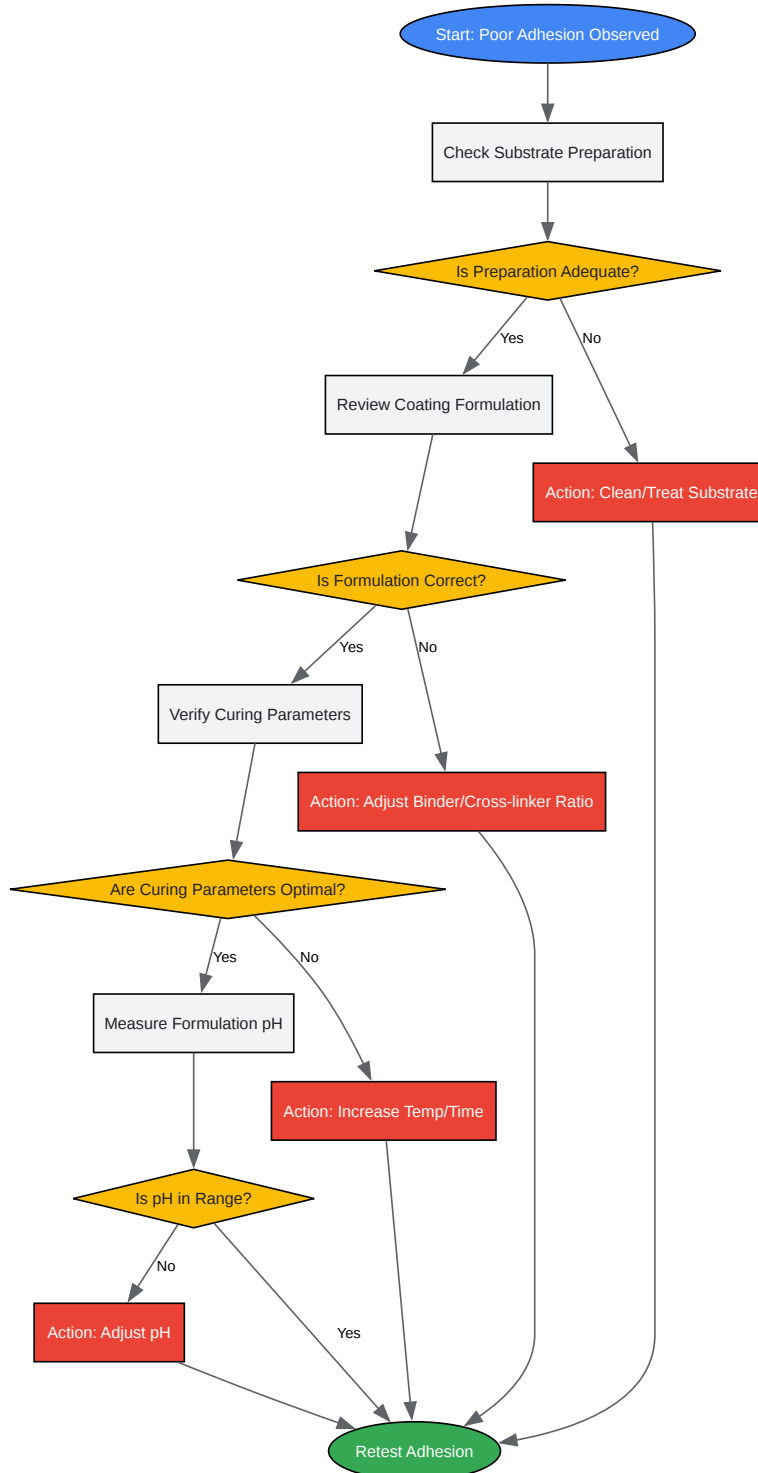 Start: Poor Adhesion Observed
Check Substrate Preparation
Is Preparation Adequate?
Yes
No
Review Coating Formulation
Action: Clean/Treat Substrate
Is Formulation Correct?
Yes
No
Verify Curing Parameters
Action: Adjust Binder/Cross-linker Ratio
Are Curing Parameters Optimal?
Yes
No
Measure Formulation pH
Action: Increase Temp/Time
Is pH in Range?
No
Yes
Action: Adjust pH
Retest Adhesion